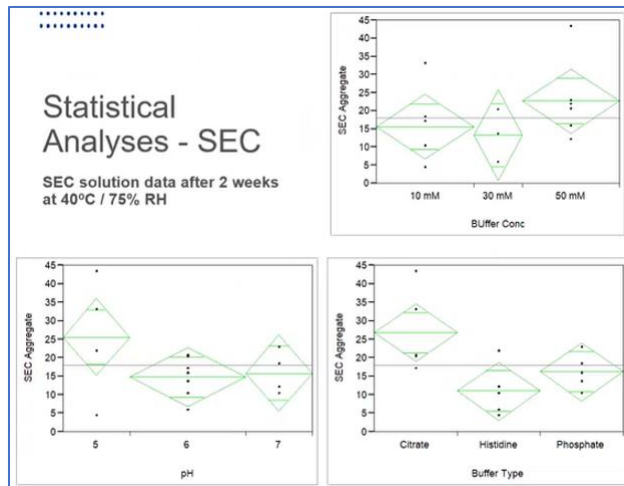 Statistical
Analyses - SEC
SEC solution data after 2 weeks
at 40°C / 75% RH
SEC Aggregate
45
40
35
30
25
20
15
10
5
0
10 mM 30 mM 50 mM
BUffer Conc
SEC Aggregate
45
40
35
30
25
20
15
10
5
0
5 6 7
pH
SEC Aggregate
45
40
35
30
25
20
15
10
5
0
Citrate Histidine Phosphate
Buffer Type